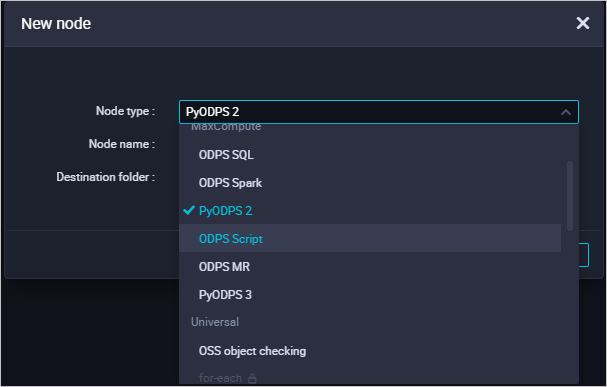 New node
Node type :
PyODPS 2
Node name :
Destination folder :
MaxCompute
ODPS SQL
ODPS Spark
PyODPS 2
ODPS Script
ODPS MR
PyODPS 3
Universal
OSS object checking
for-each